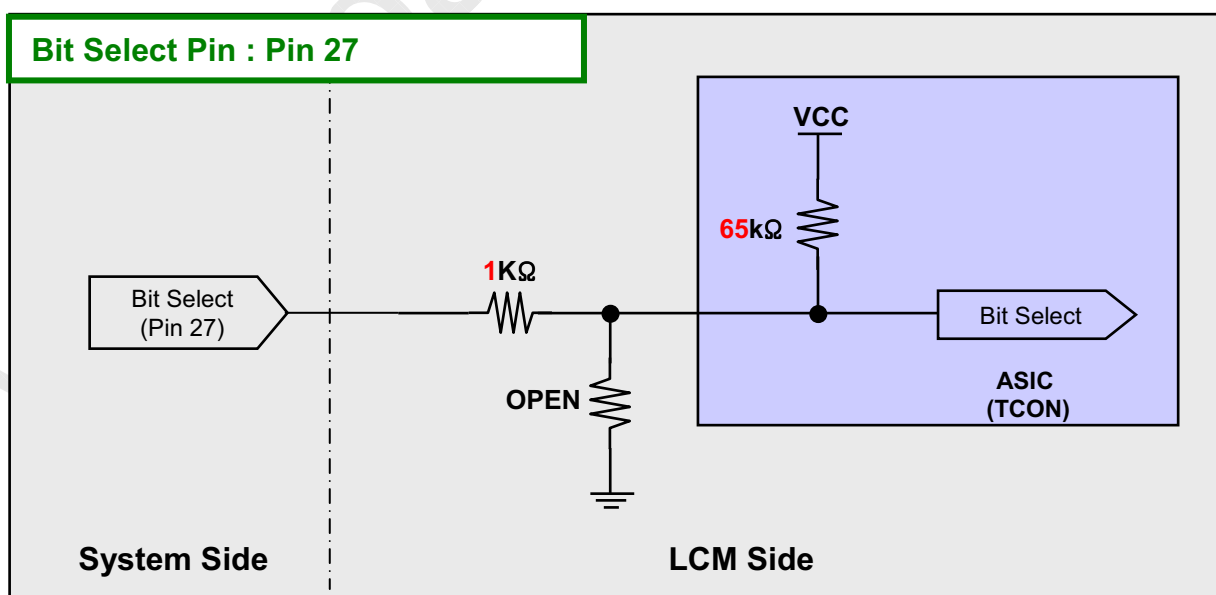 Bit Select Pin : Pin 27
VCC
65kΩ
1KΩ
Bit Select
(Pin 27)
Bit Select
OPEN
ASIC
(TCON)
System Side
LCM Side